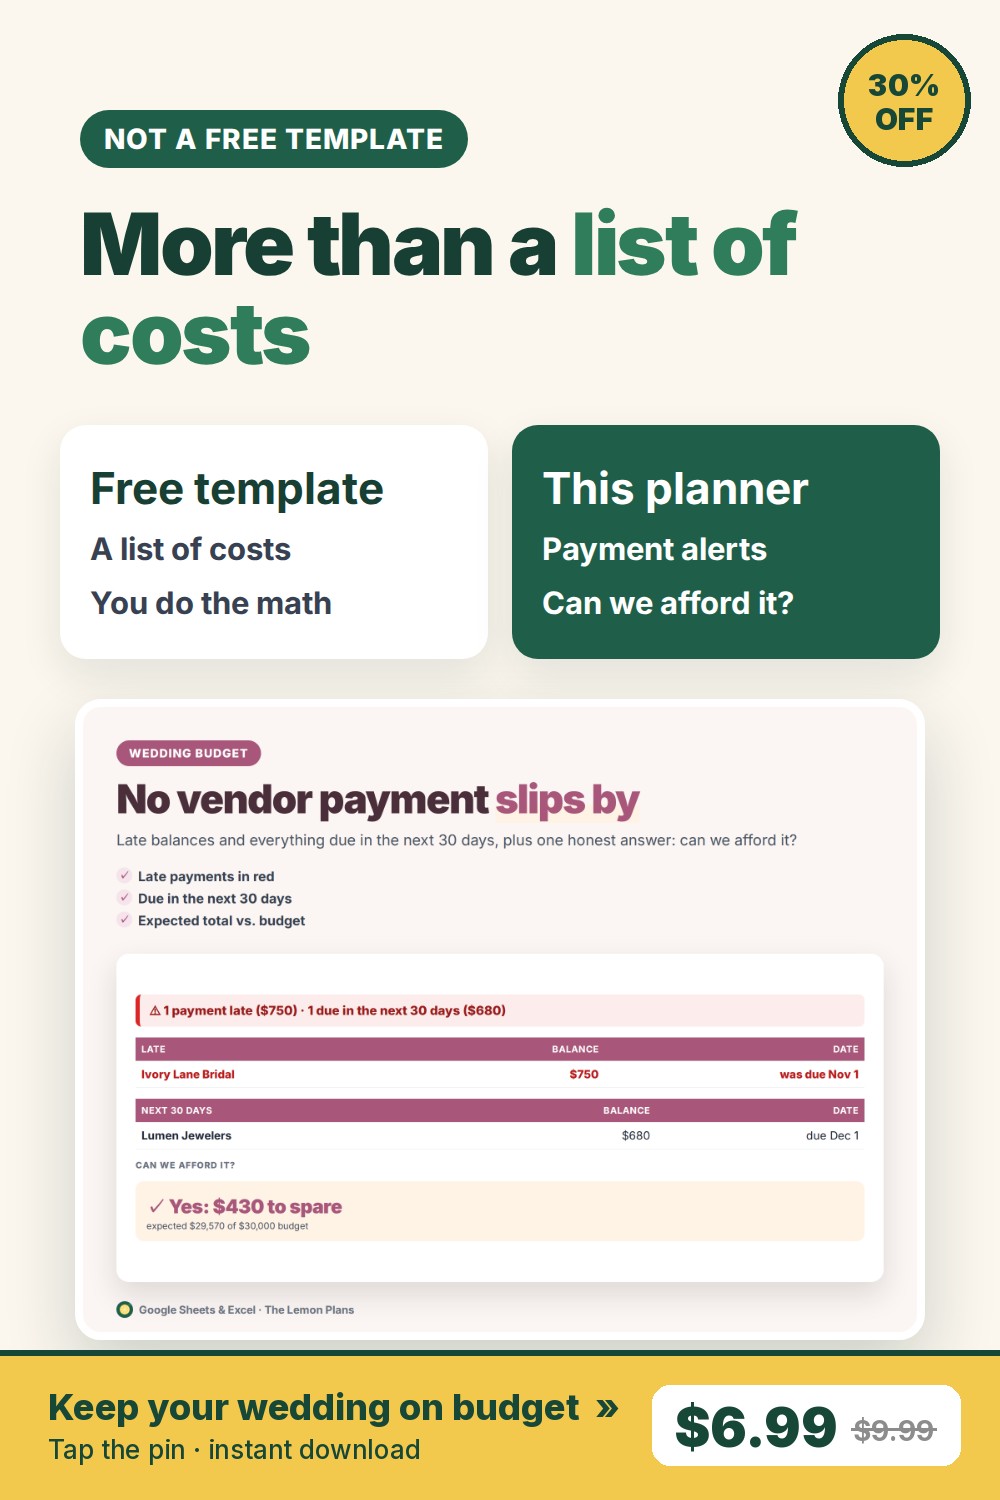 30%
OFF
NOT A FREE TEMPLATE
More than a list of
costs
Free template
A list of costs
You do the math
This planner
Payment alerts
Can we afford it?
WEDDING BUDGET
No vendor payment slips by
Late balances and everything due in the next 30 days, plus one honest answer: can we afford it?
✓ Late payments in red
✓ Due in the next 30 days
✓ Expected total vs. budget
⚠ 1 payment late ($750) · 1 due in the next 30 days ($680)
LATE BALANCE DATE
Ivory Lane Bridal $750 was due Nov 1
NEXT 30 DAYS BALANCE DATE
Lumen Jewelers $680 due Dec 1
CAN WE AFFORD IT?
✓ Yes: $430 to spare
expected $29,570 of $30,000 budget
Google Sheets & Excel · The Lemon Plans
Keep your wedding on budget »
Tap the pin · instant download
$6.99 $9.99